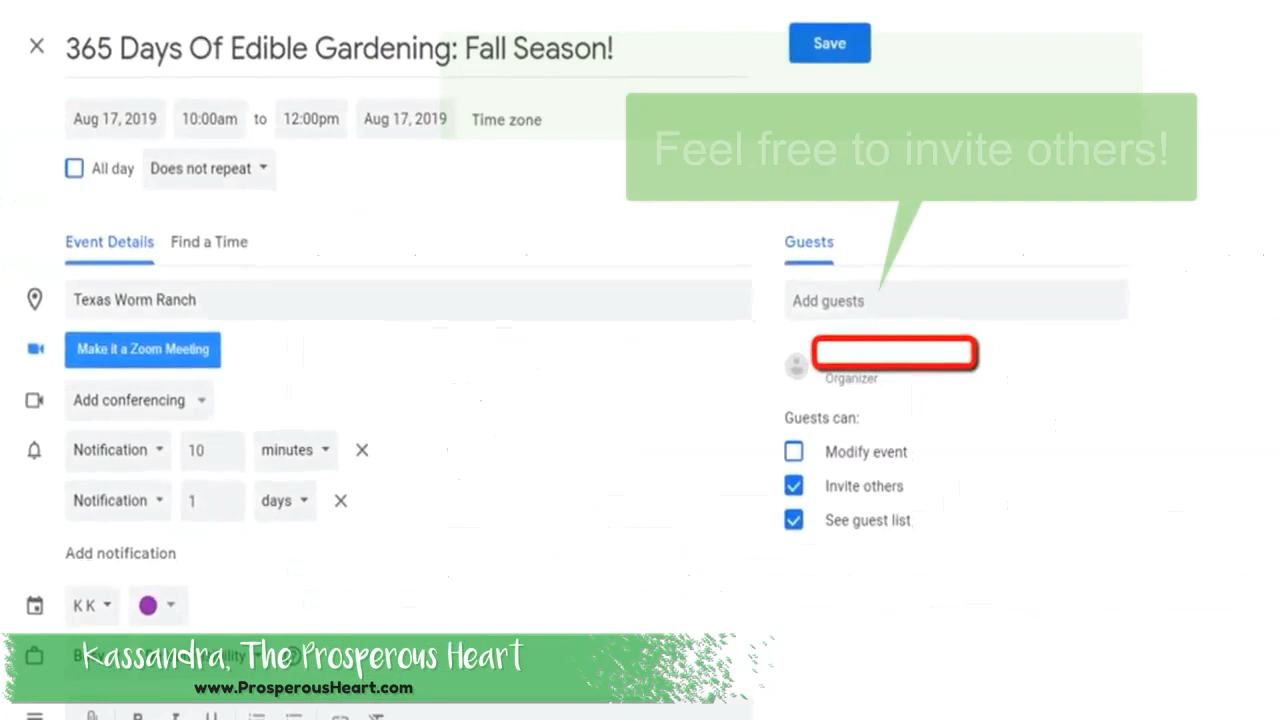 365 Days Of Edible Gardening: Fall Season!
Save
Aug 17, 2019 10:00am to 12:00pm Aug 17, 2019 Time zone
Feel free to invite others!
All day Does not repeat
Event Details Find a Time
Guests
Texas Worm Ranch
Add guests
Make it a Zoom Meeting
Organizer
Add conferencing
Guests can:
Notification 10 minutes
Modify event
Invite others
Notification 1 days
See guest list
Add notification
K K
Kassandra, The Prosperous Heart
www.ProsperousHeart.com